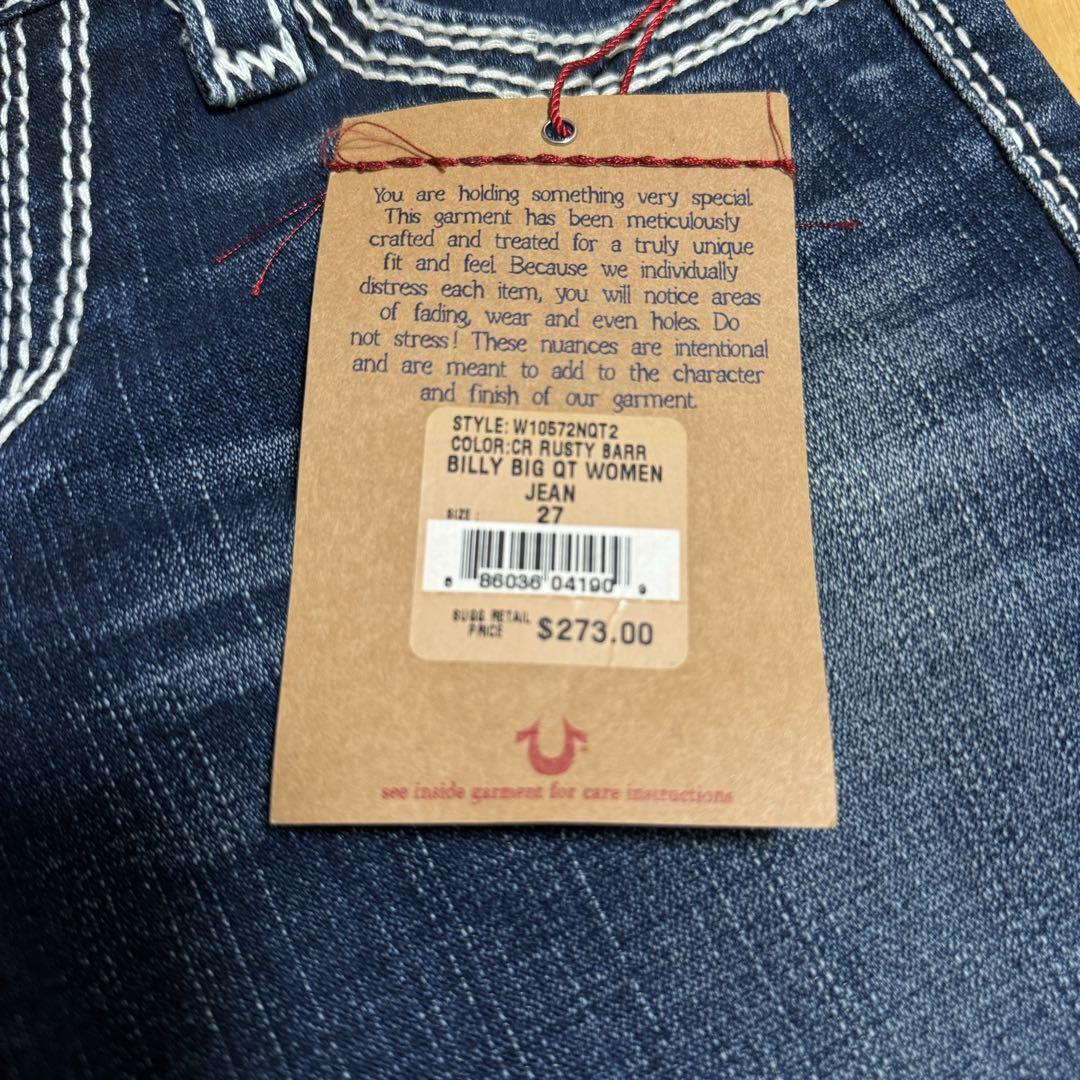 You are holding something very special.
This garment has been meticulously
crafted and treated for a truly unique
fit and feel. Because we individually
distress each item, you will notice areas
of fading, wear and even holes. Do
not stress! These nuances are intentional
and are meant to add to the character
and finish of our garment.
STYLE: W10572NQT2
COLOR:CR RUSTY BARR
BILLY BIG QT WOMEN
JEAN
SIZE: 27
8 86036 04190 9
SUGG RETAIL
PRICE $273.00
see inside garment for care instructions